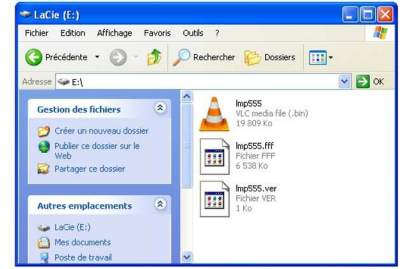 LaCie (E:)
Fichier Edition Affichage Favoris Outils ?
Précédente Rechercher Dossiers
Adresse E:\ OK
Gestion des fichiers
Créer un nouveau dossier
Publier ce dossier sur le
Web
Partager ce dossier
Autres emplacements
LaCie (E:)
Mes documents
Poste de travail
lmp555
VLC media file (.bin)
19 809 Ko
lmp555.fff
Fichier FFF
6 538 Ko
lmp555.ver
Fichier VER
1 Ko